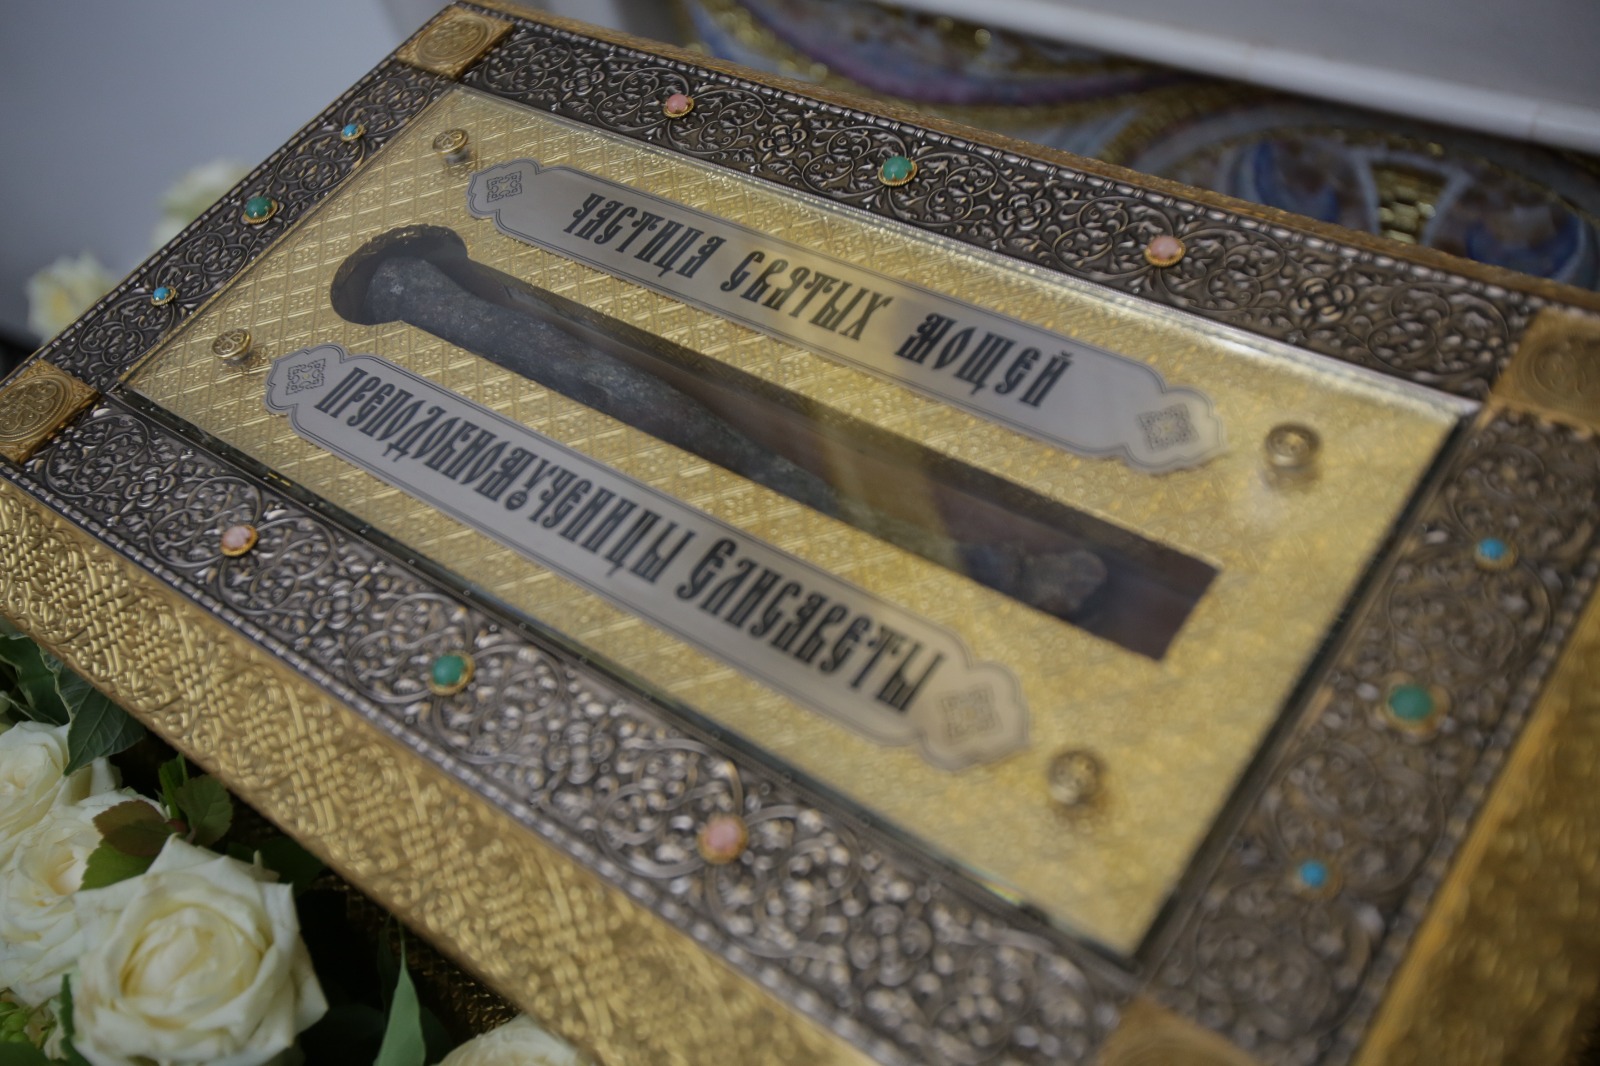 ЧАСТИЦА СВЯТЫХ МОЩЕЙ
ПРЕПОДОБНОМУЧЕНИЦЫ ЕЛИСАВЕТЫ